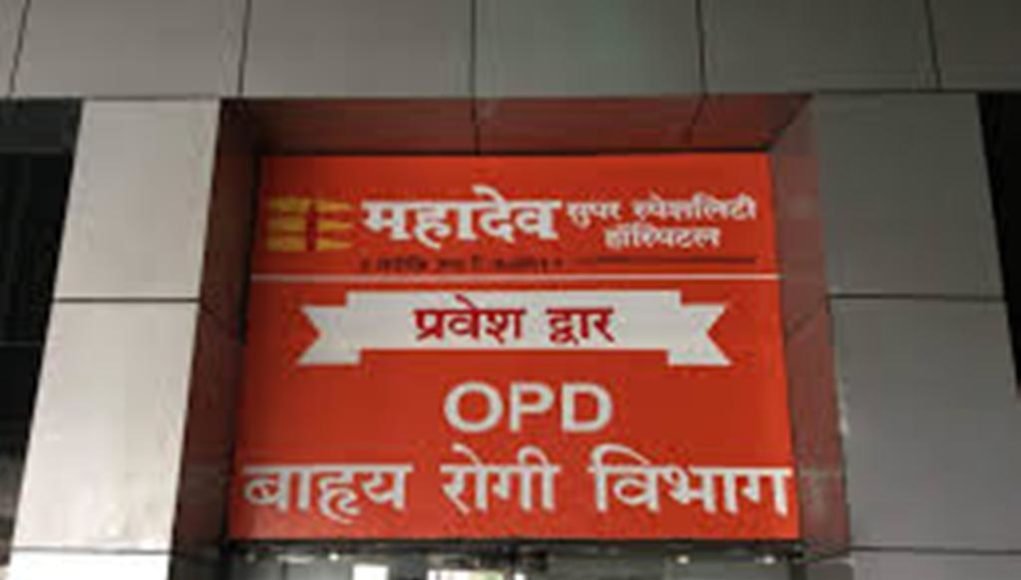 महादेव सुपर स्पेशलिटी
हॉस्पिटल
प्रवेश द्वार
OPD
बाहृय रोगी विभाग